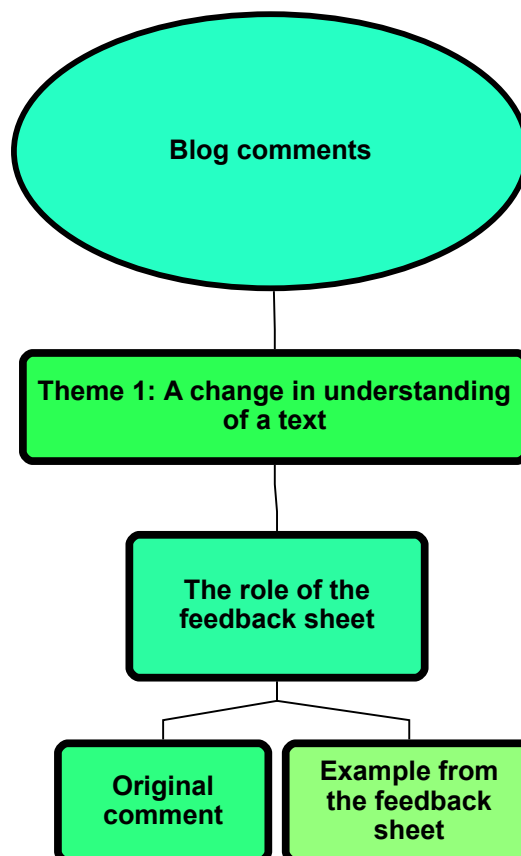 Blog comments
Theme 1: A change in understanding
of a text
The role of the
feedback sheet
Original
comment
Example from
the feedback
sheet